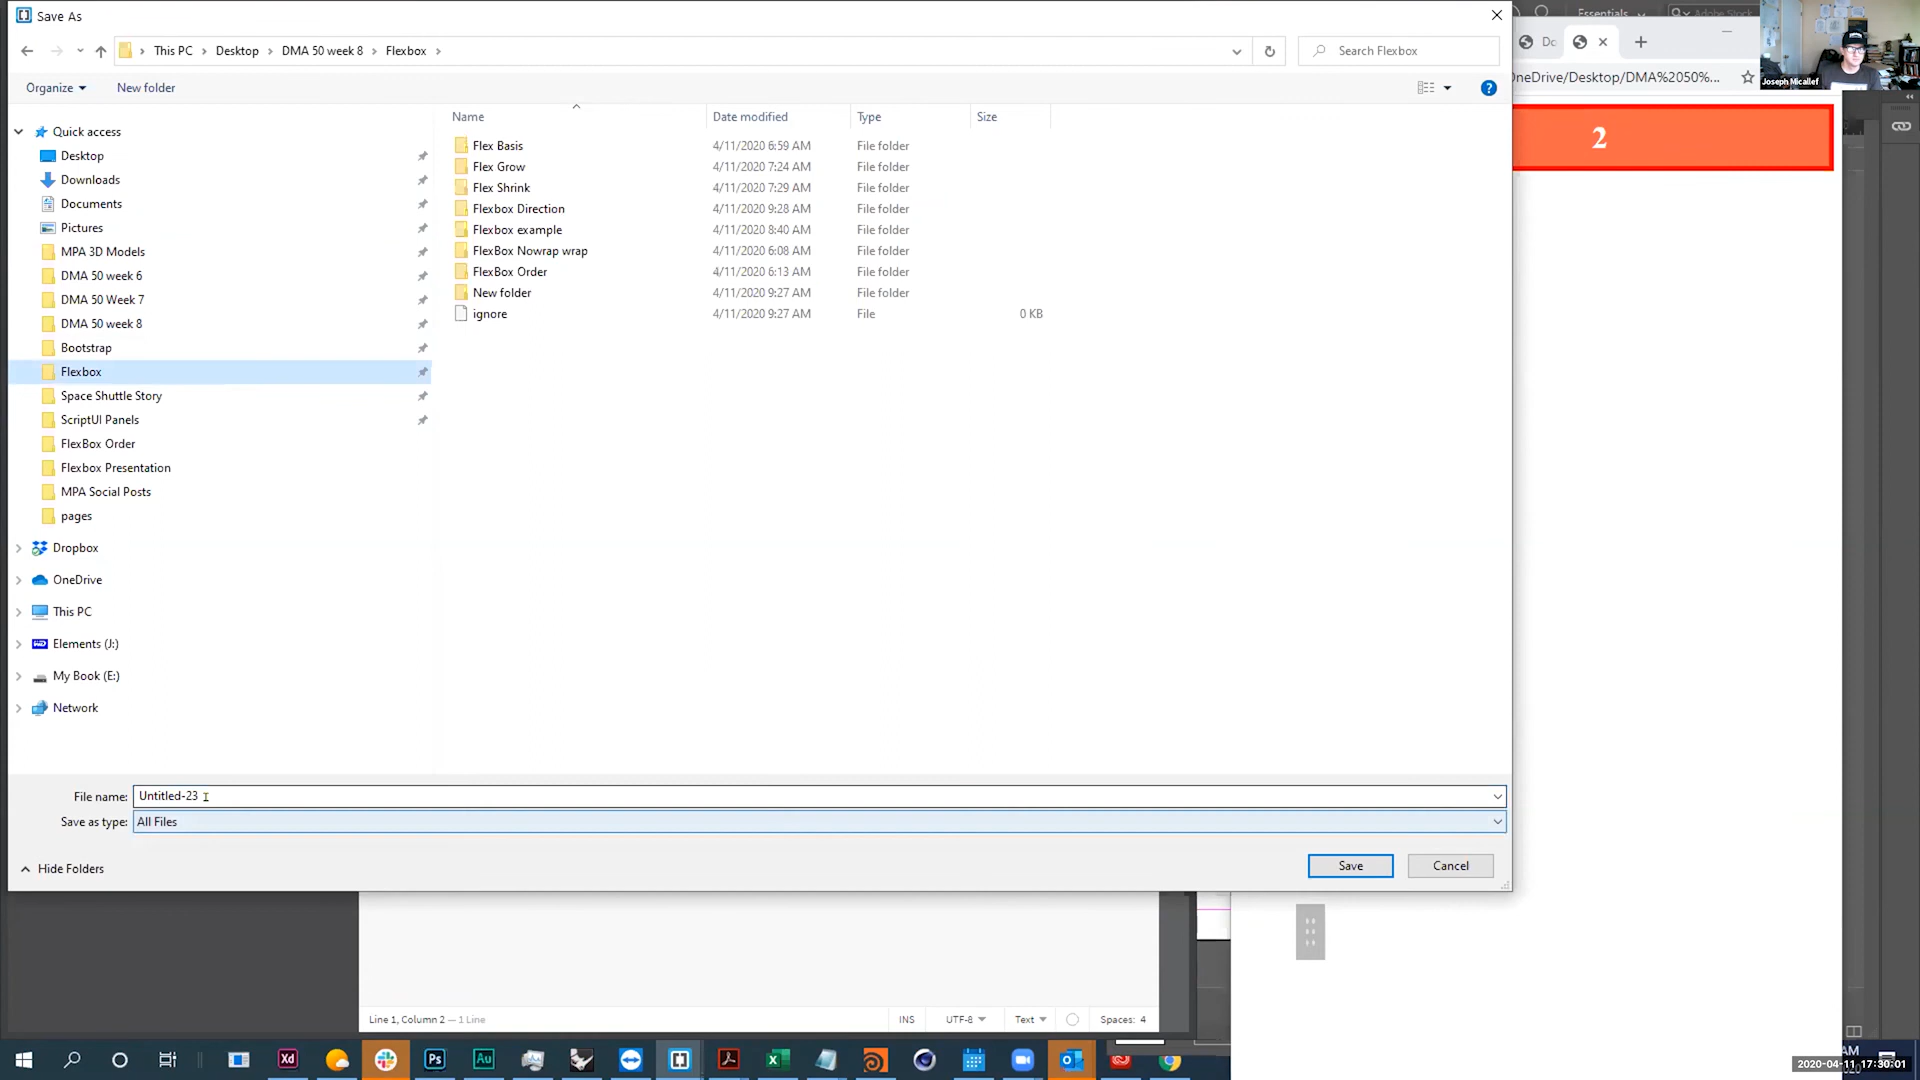 Save As
Essentials
Adobe Stock
This PC > Desktop > DMA 50 week 8 > Flexbox >
Search Flexbox
Do
OneDrive/Desktop/DMA%2050%...
Joseph Micallef
Organize
New folder
?
Name
Date modified
Type
Size
2
Quick access
Desktop
Downloads
Documents
Pictures
MPA 3D Models
DMA 50 week 6
DMA 50 Week 7
DMA 50 week 8
Bootstrap
Flexbox
Space Shuttle Story
ScriptUI Panels
FlexBox Order
Flexbox Presentation
MPA Social Posts
pages
Dropbox
OneDrive
This PC
Elements (J:)
My Book (E:)
Network
Flex Basis 4/11/2020 6:59 AM File folder
Flex Grow 4/11/2020 7:24 AM File folder
Flex Shrink 4/11/2020 7:29 AM File folder
Flexbox Direction 4/11/2020 9:28 AM File folder
Flexbox example 4/11/2020 8:40 AM File folder
FlexBox Nowrap wrap 4/11/2020 6:08 AM File folder
FlexBox Order 4/11/2020 6:13 AM File folder
New folder 4/11/2020 9:27 AM File folder
ignore 4/11/2020 9:27 AM File 0 KB
File name: Untitled-23
Save as type: All Files
Hide Folders
Save
Cancel
Line 1, Column 2 — 1 Line
INS
UTF-8
Text
Spaces: 4
Xd
Ps
Au
AM
2020-04-11_17:30:01